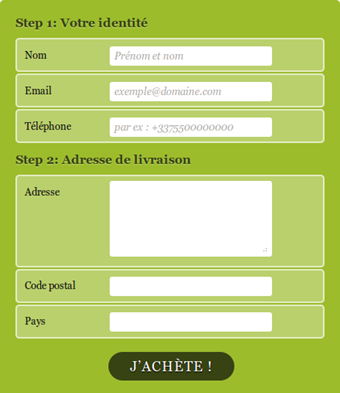 Step 1: Votre identité
Nom Prénom et nom
Email exemple@domaine.com
Téléphone par ex : +3375500000000
Step 2: Adresse de livraison
Adresse
Code postal
Pays
J'ACHÈTE !